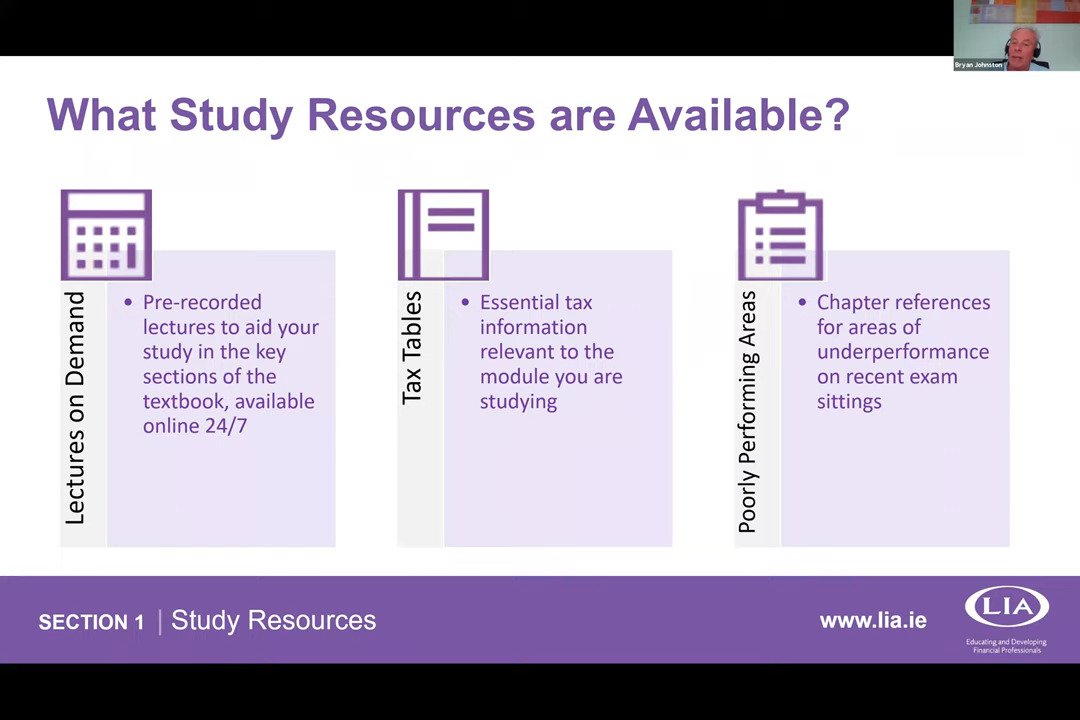 Bryan Johnston
What Study Resources are Available?
Lectures on Demand
• Pre-recorded
lectures to aid your
study in the key
sections of the
textbook, available
online 24/7
Tax Tables
• Essential tax
information
relevant to the
module you are
studying
Poorly Performing Areas
• Chapter references
for areas of
underperformance
on recent exam
sittings
SECTION 1 | Study Resources
www.lia.ie
LIA
Educating and Developing
Financial Professionals